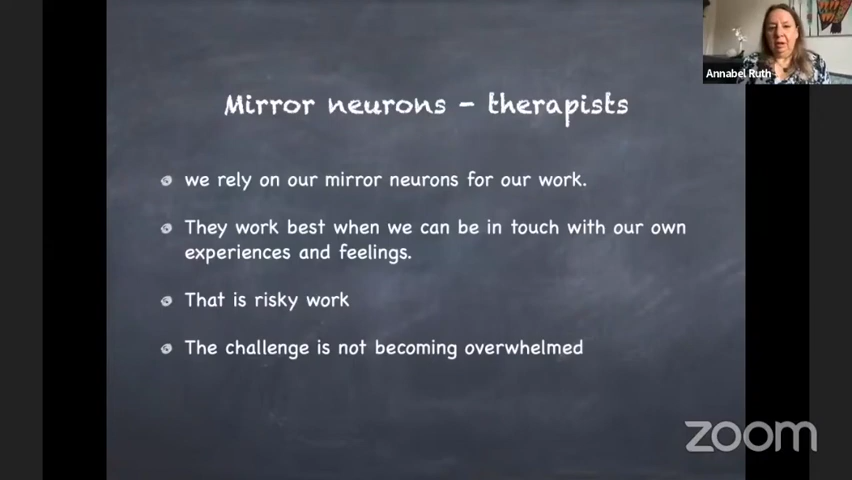 Annabel Ruth
Mirror neurons - therapists
we rely on our mirror neurons for our work.
They work best when we can be in touch with our own
experiences and feelings.
That is risky work
The challenge is not becoming overwhelmed
zoom